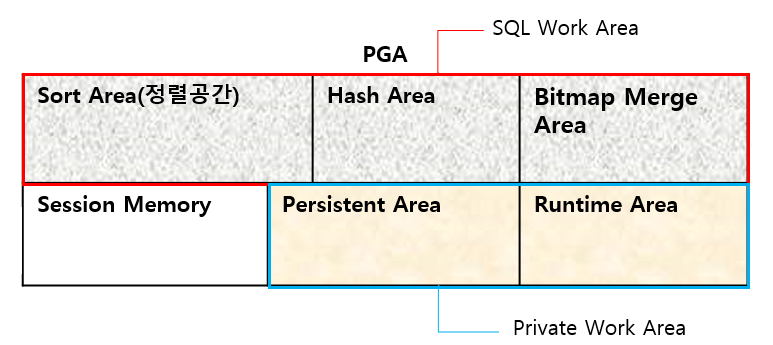 SQL Work Area
PGA
Sort Area(정렬공간)
Hash Area
Bitmap Merge
Area
Session Memory
Persistent Area
Runtime Area
Private Work Area